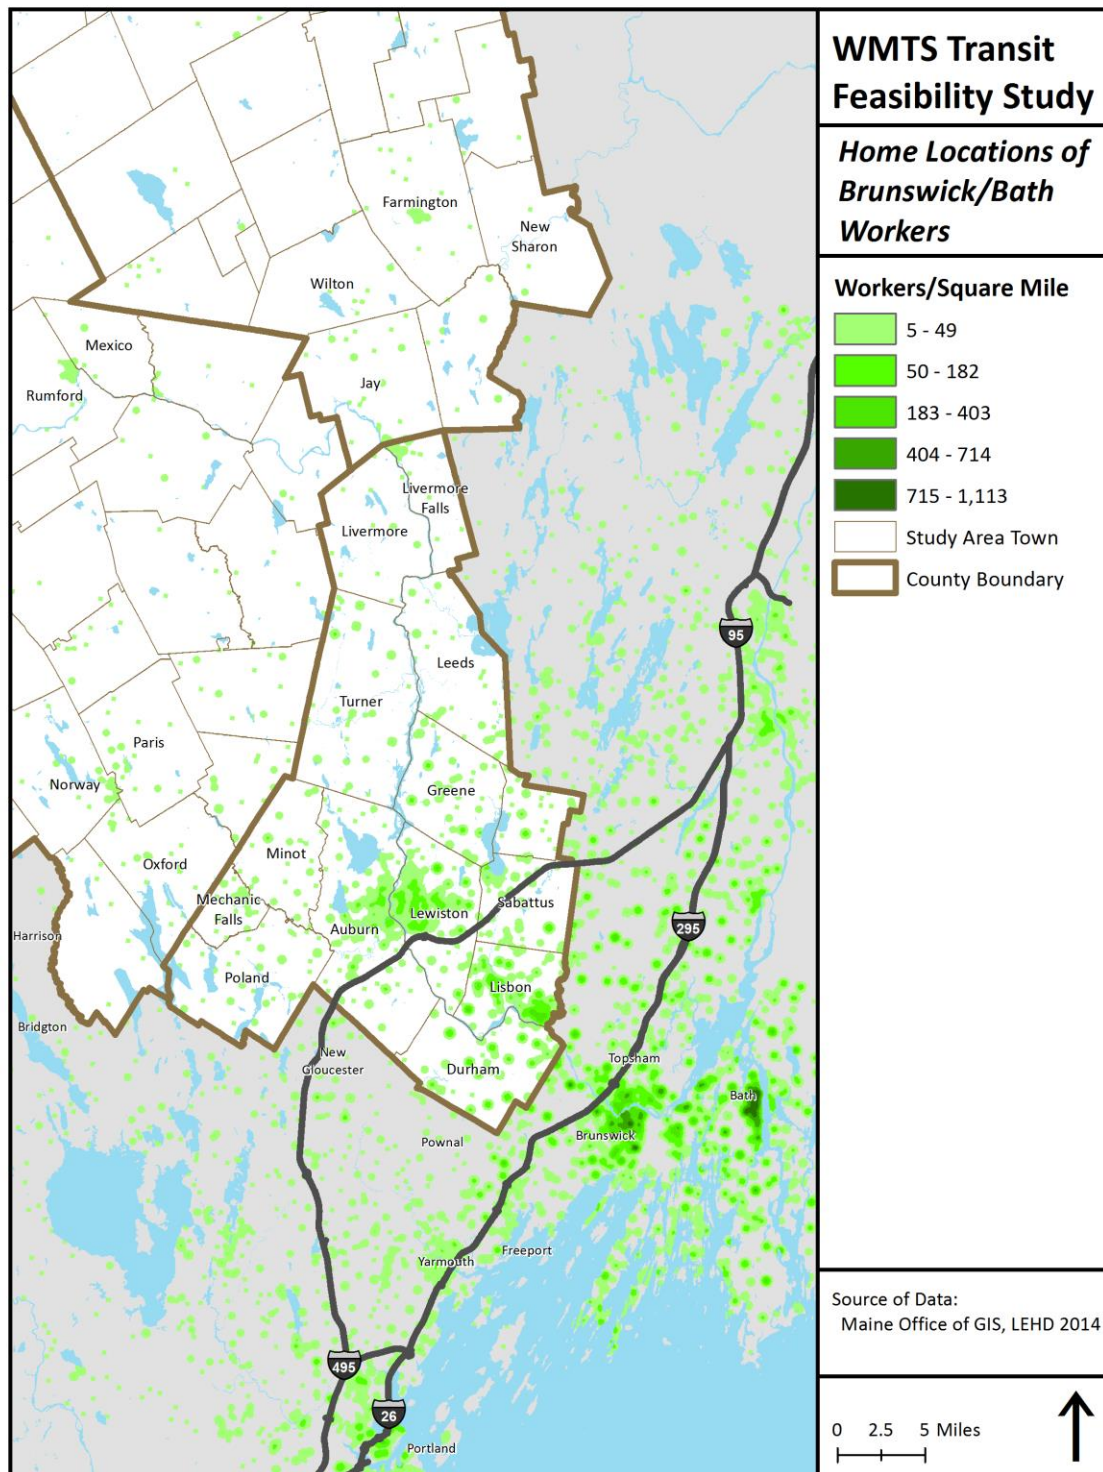 WMTS Transit
Feasibility Study
Home Locations of
Brunswick/Bath
Workers
Workers/Square Mile
5 - 49
50 - 182
183 - 403
404 - 714
715 - 1,113
Study Area Town
County Boundary
Source of Data:
Maine Office of GIS, LEHD 2014
0 2.5 5 Miles
Farmington
New
Sharon
Wilton
Mexico
Jay
Rumford
Livermore
Falls
Livermore
95
Leeds
Turner
Paris
Norway
Greene
Minot
Oxford
Mechanic
Falls
Lewiston
Sabattus
Auburn
295
Harrison
Poland
Lisbon
Bridgton
New
Gloucester
Durham
Topsham
Bath
Brunswick
Pownal
Freeport
Yarmouth
495
26
Portland